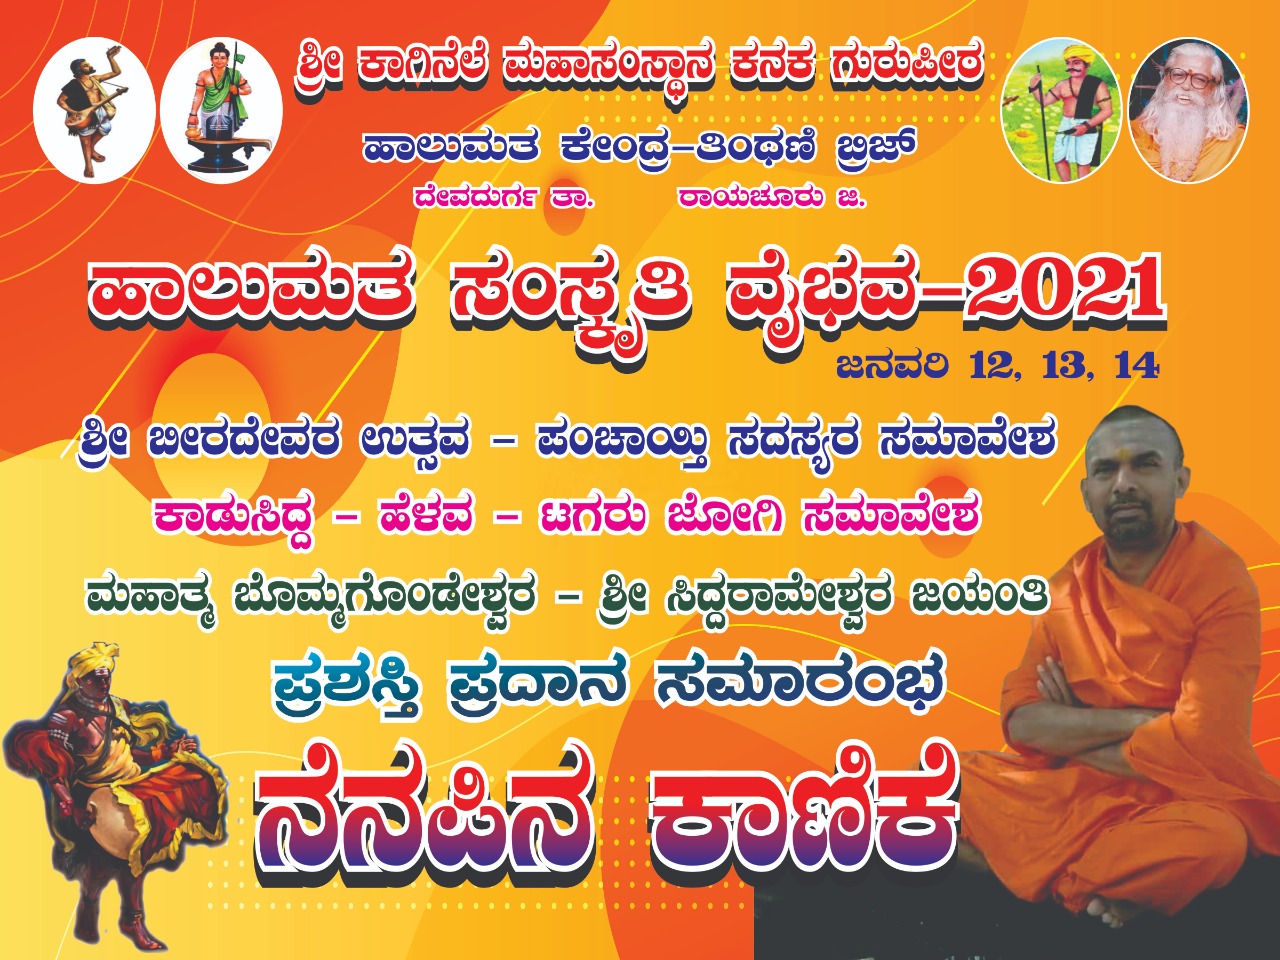 ಶ್ರೀ ಕಾಗಿನೆಲೆ ಮಹಾಸಂಸ್ಥಾನ ಕನಕ ಗುರುಪೀಠ
ಹಾಲುಮತ ಕೇಂದ್ರ-ತಿಂಥಣಿ ಬ್ರಿಜ್
ದೇವದುರ್ಗ ತಾ. ರಾಯಚೂರು ಜಿ.
ಹಾಲುಮತ ಸಂಸ್ಕೃತಿ ವೈಭವ-2021
ಜನವರಿ 12, 13, 14
ಶ್ರೀ ಬೀರದೇವರ ಉತ್ಸವ - ಪಂಚಾಯ್ತಿ ಸದಸ್ಯರ ಸಮಾವೇಶ
ಕಾಡುಸಿದ್ದ - ಹೆಳವ - ಟಗರು ಜೋಗಿ ಸಮಾವೇಶ
ಮಹಾತ್ಮ ಬೊಮ್ಮಗೊಂಡೇಶ್ವರ - ಶ್ರೀ ಸಿದ್ದರಾಮೇಶ್ವರ ಜಯಂತಿ
ಪ್ರಶಸ್ತಿ ಪ್ರದಾನ ಸಮಾರಂಭ
ನೆನಪಿನ ಕಾಣಿಕೆ